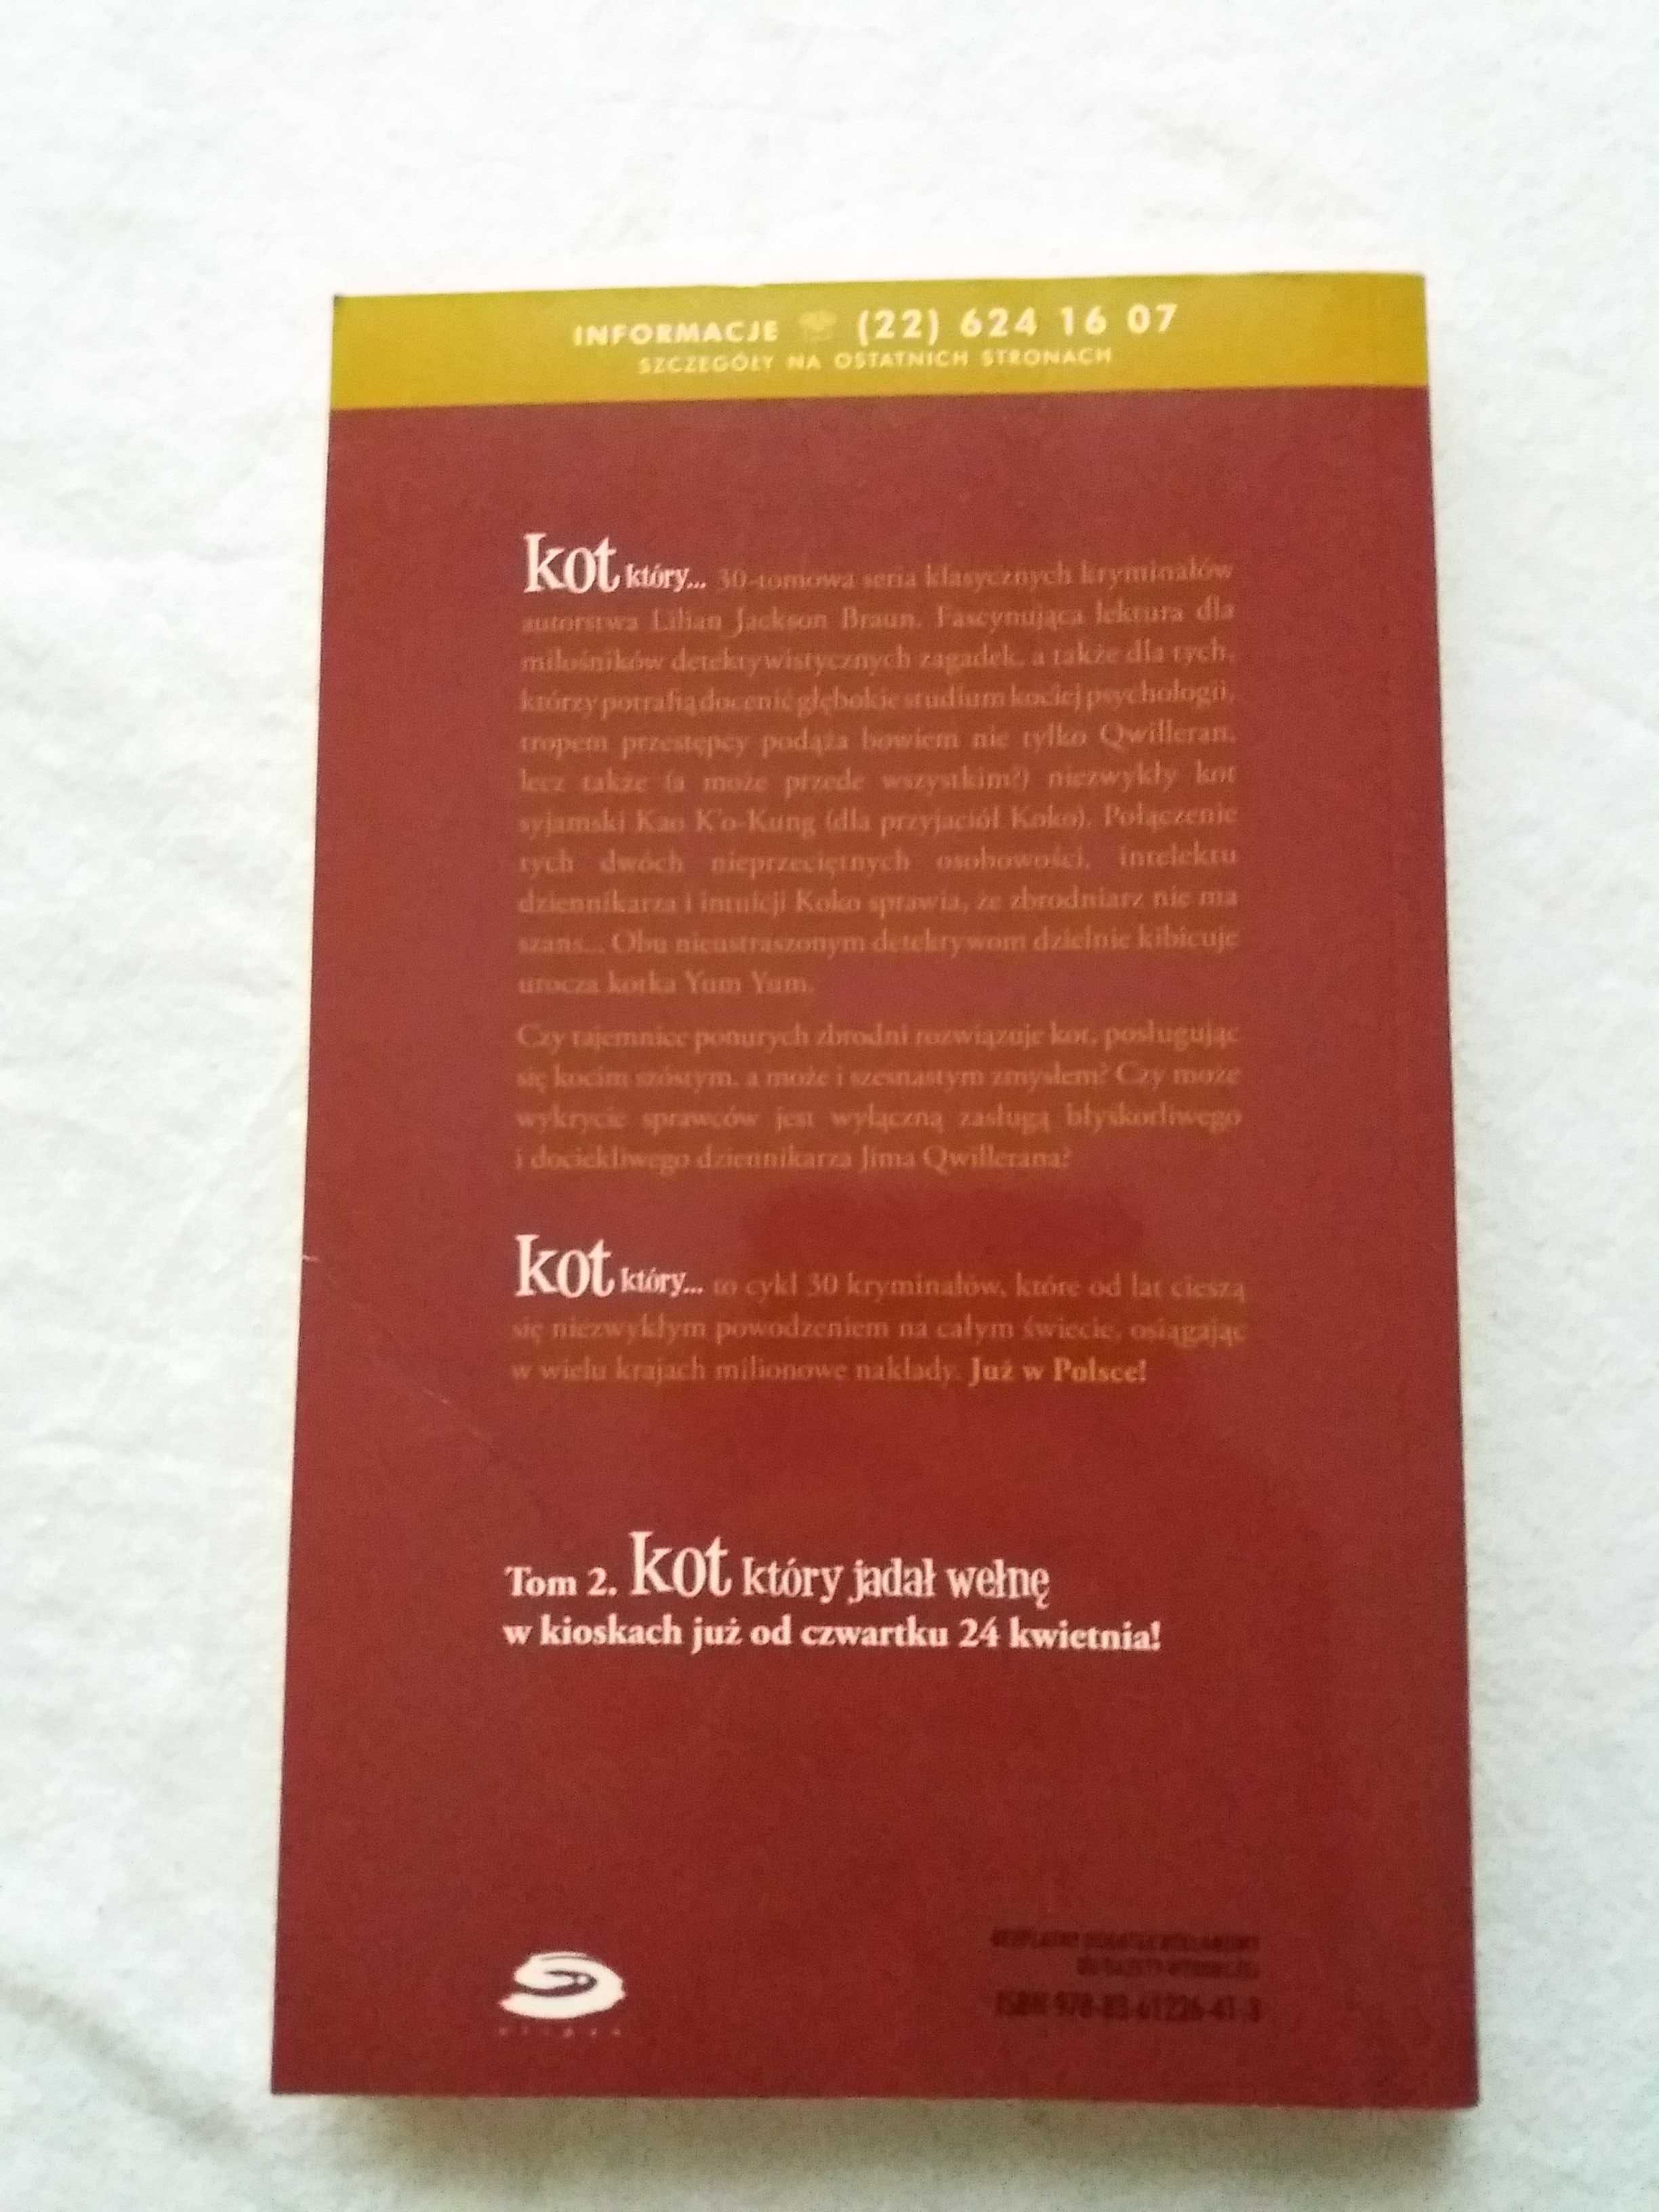 INFORMACJE (22) 624 16 07
SZCZEGÓŁY NA OSTATNICH STRONACH
kot który... 30-tomowa seria klasycznych kryminałów
autorstwa Lilian Jackson Braun. Fascynująca lektura dla
miłośników detektywistycznych zagadek, a także dla tych,
którzy potrafią docenić głębokie studium kociej psychologii,
tropem przestępcy podąża bowiem nie tylko Qwilleran,
lecz także (a może przede wszystkim?) niezwykły kot
syjamski Kao K'o-Kung (dla przyjaciół Koko). Połączenie
tych dwóch nieprzeciętnych osobowości, intelektu
dziennikarza i intuicji Koko sprawia, że zbrodniarz nie ma
szans... Obu nieustraszonym detektywom dzielnie kibicuje
urocza kotka Yum Yum.
Czy tajemnice ponurych zbrodni rozwiązuje kot, posługując
się kocim szóstym, a może i szesnastym zmysłem? Czy może
wykrycie sprawców jest wyłączną zasługą błyskotliwego
i dociekliwego dziennikarza Jima Qwillerana?
kot który... to cykl 30 kryminałów, które od lat cieszą
się niezwykłym powodzeniem na całym świecie, osiągając
w wielu krajach milionowe nakłady. Już w Polsce!
Tom 2. kot który jadał wełnę
w kioskach już od czwartku 24 kwietnia!
ISBN 978-83-61226-41-3